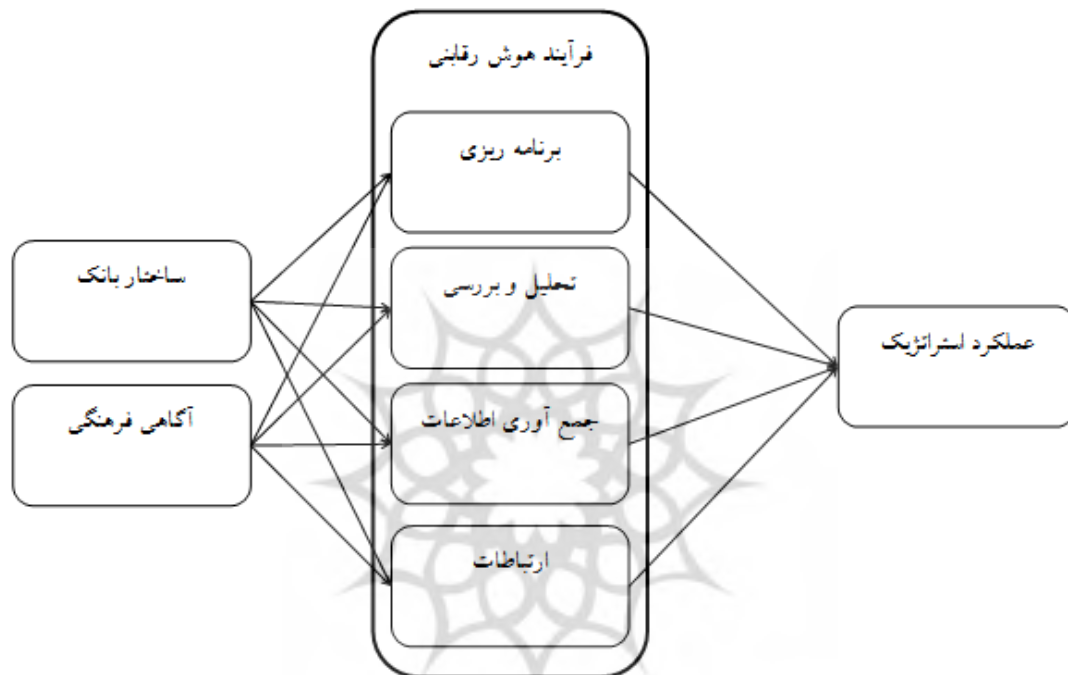 فرآیند هوش رقابتی
برنامه ریزی
ساختار بانک
تحلیل و بررسی
عملکرد استراتژیک
آگاهی فرهنگی
جمع آوری اطلاعات
ارتباطات